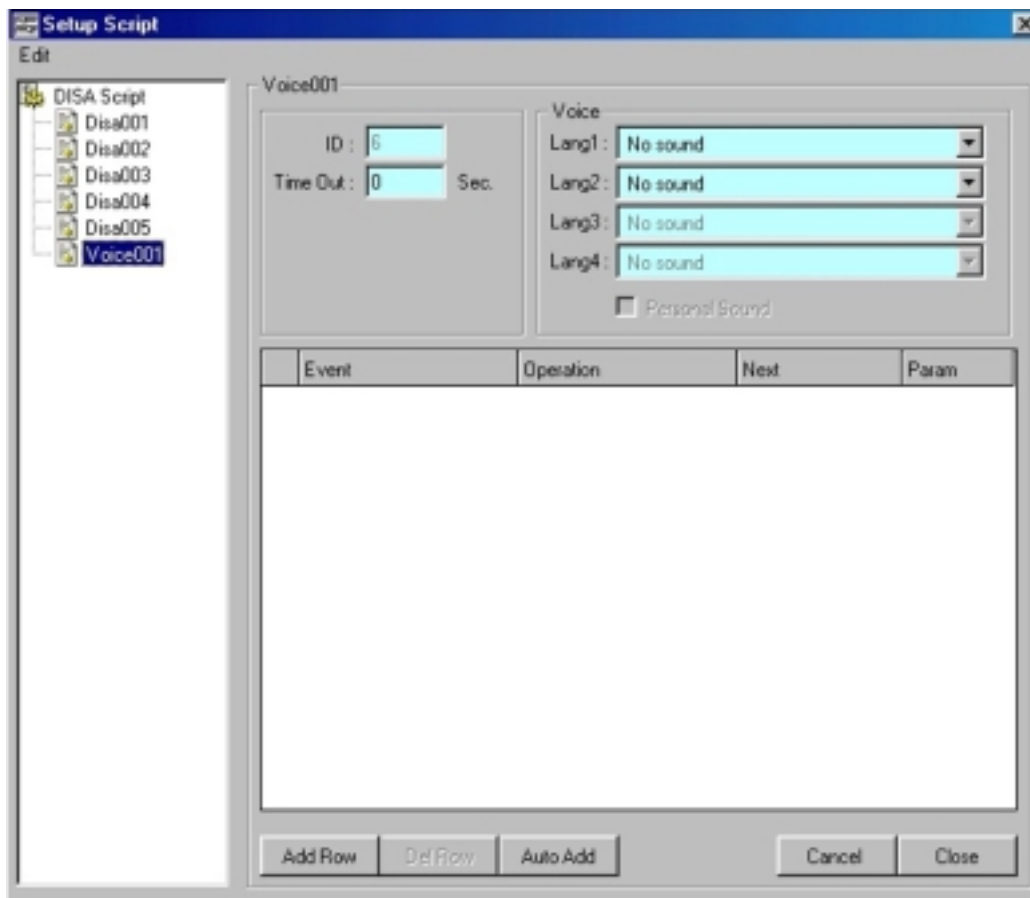 Setup Script
Edit
DISA Script
Disa001
Disa002
Disa003
Disa004
Disa005
Voice001
Voice001
ID : 6
Time Out : 0 Sec.
Voice
Lang1 : No sound
Lang2 : No sound
Lang3 : No sound
Lang4 : No sound
Personal Sound
Event Operation Next Param
Add Row Del Row Auto Add Cancel Close